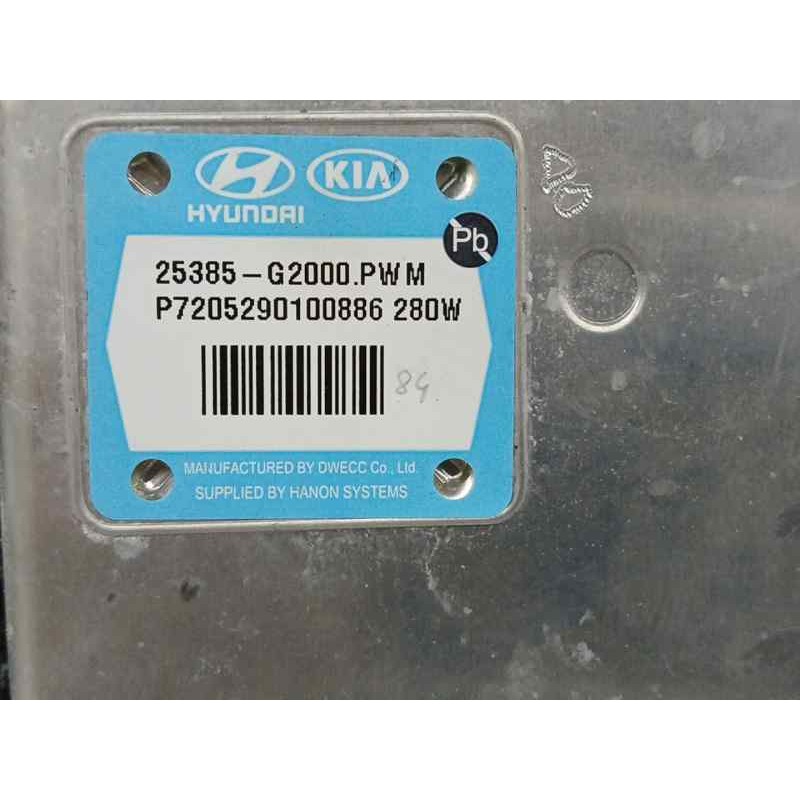 HYUNDAI
KIA
Pb
25385-G2000.PWM
P7205290100886 280W
84
MANUFACTURED BY DWECC Co., Ltd.
SUPPLIED BY HANON SYSTEMS